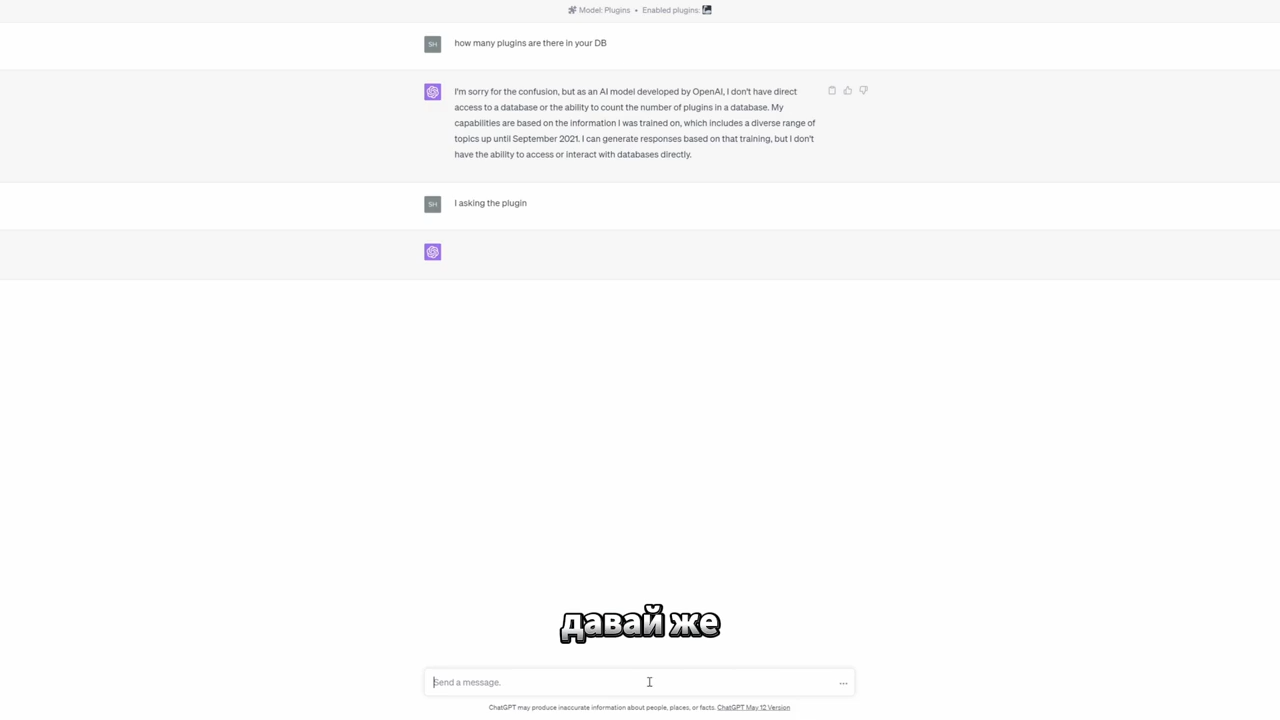 Model: Plugins • Enabled plugins:
SH
how many plugins are there in your DB
I'm sorry for the confusion, but as an AI model developed by OpenAI, I don't have direct
access to a database or the ability to count the number of plugins in a database. My
capabilities are based on the information I was trained on, which includes a diverse range of
topics up until September 2021. I can generate responses based on that training, but I don't
have the ability to access or interact with databases directly.
SH
I asking the plugin
давай же
Send a message.
ChatGPT may produce inaccurate information about people, places, or facts. ChatGPT May 12 Version